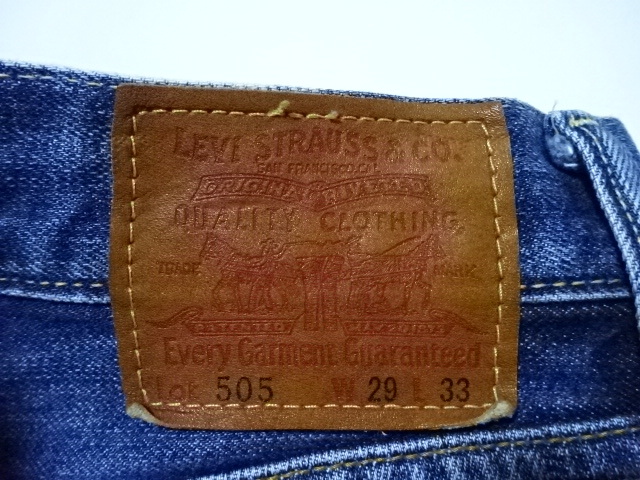 LEVI STRAUSS & CO.
SAN FRANCISCO CAL
ORIGINAL RIVETED
QUALITY CLOTHING
TRADE MARK
PATENTED
Every Garment Guaranteed
LOT 505 W 29 L 33